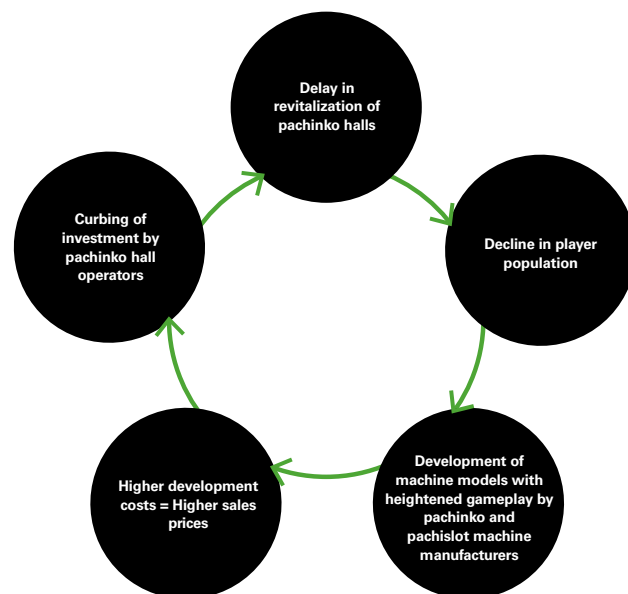 Delay in
revitalization of
pachinko halls
Decline in player
population
Development of
machine models with
heightened gameplay by
pachinko and
pachislot machine
manufacturers
Higher development
costs = Higher sales
prices
Curbing of
investment by
pachinko hall
operators